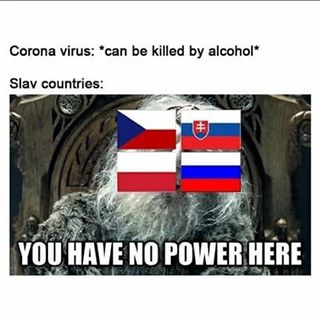 Corona virus: *can be killed by alcohol*
Slav countries:
YOU HAVE NO POWER HERE